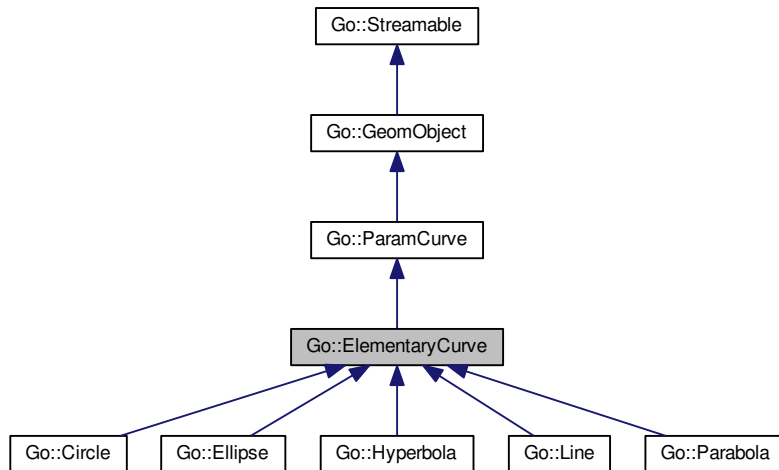 Go::Streamable
Go::GeomObject
Go::ParamCurve
Go::ElementaryCurve
Go::Circle
Go::Ellipse
Go::Hyperbola
Go::Line
Go::Parabola